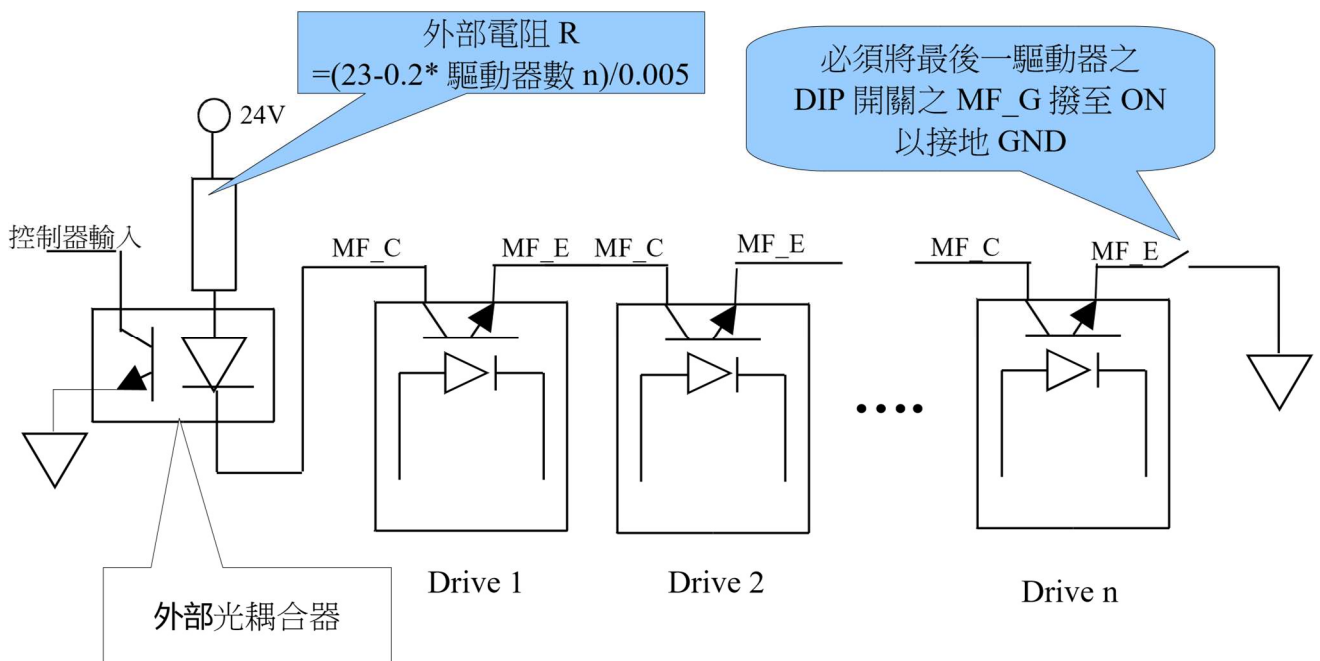 外部電阻 R
=(23-0.2* 驅動器數 n)/0.005
必須將最後一驅動器之
DIP 開關之 MF_G 撥至 ON
以接地 GND
24V
控制器輸入
MF_C
MF_E
MF_C
MF_E
MF_C
MF_E
Drive 1
Drive 2
Drive n
外部光耦合器